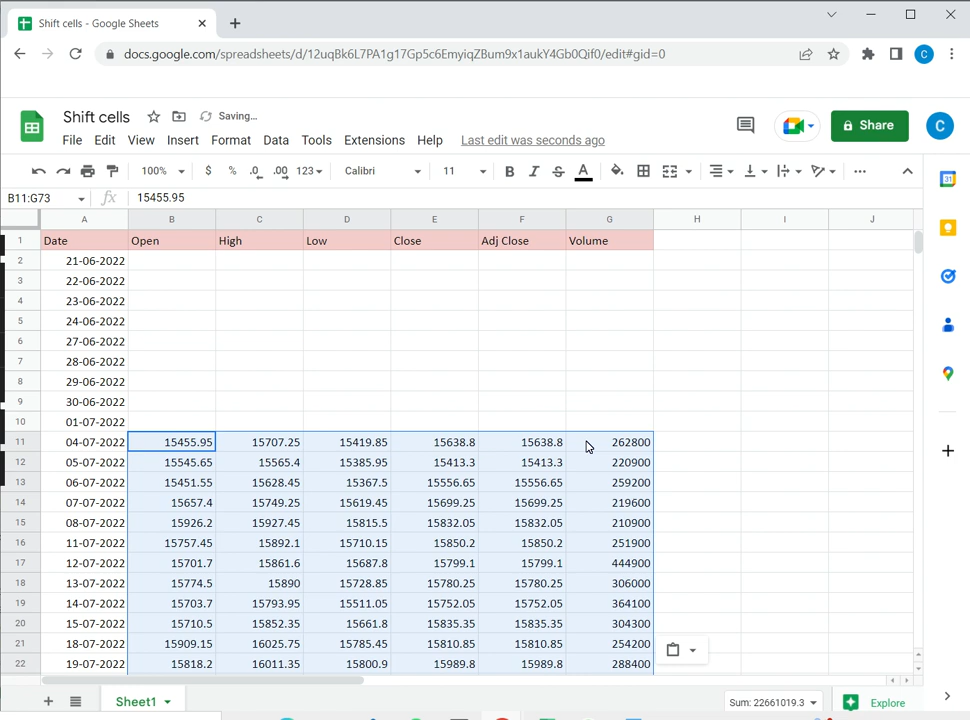 Shift cells - Google Sheets
docs.google.com/spreadsheets/d/12uqBk6L7PA1g17Gp5c6EmyiqZBum9x1aukY4Gb0Qif0/edit#gid=0
C
Shift cells Saving...
File Edit View Insert Format Data Tools Extensions Help Last edit was seconds ago
Share
C
100% $ % .0 .00 123 Calibri 11 B I S A
31
B11:G73 fx 15455.95
A B C D E F G H I J
1 Date Open High Low Close Adj Close Volume
2 21-06-2022
3 22-06-2022
4 23-06-2022
5 24-06-2022
6 27-06-2022
7 28-06-2022
8 29-06-2022
9 30-06-2022
10 01-07-2022
11 04-07-2022 15455.95 15707.25 15419.85 15638.8 15638.8 262800
12 05-07-2022 15545.65 15565.4 15385.95 15413.3 15413.3 220900
13 06-07-2022 15451.55 15628.45 15367.5 15556.65 15556.65 259200
14 07-07-2022 15657.4 15749.25 15619.45 15699.25 15699.25 219600
15 08-07-2022 15926.2 15927.45 15815.5 15832.05 15832.05 210900
16 11-07-2022 15757.45 15892.1 15710.15 15850.2 15850.2 251900
17 12-07-2022 15701.7 15861.6 15687.8 15799.1 15799.1 444900
18 13-07-2022 15774.5 15890 15728.85 15780.25 15780.25 306000
19 14-07-2022 15703.7 15793.95 15511.05 15752.05 15752.05 364100
20 15-07-2022 15710.5 15852.35 15661.8 15835.35 15835.35 304300
21 18-07-2022 15909.15 16025.75 15785.45 15810.85 15810.85 254200
22 19-07-2022 15818.2 16011.35 15800.9 15989.8 15989.8 288400
Sheet1 Sum: 22661019.3 Explore